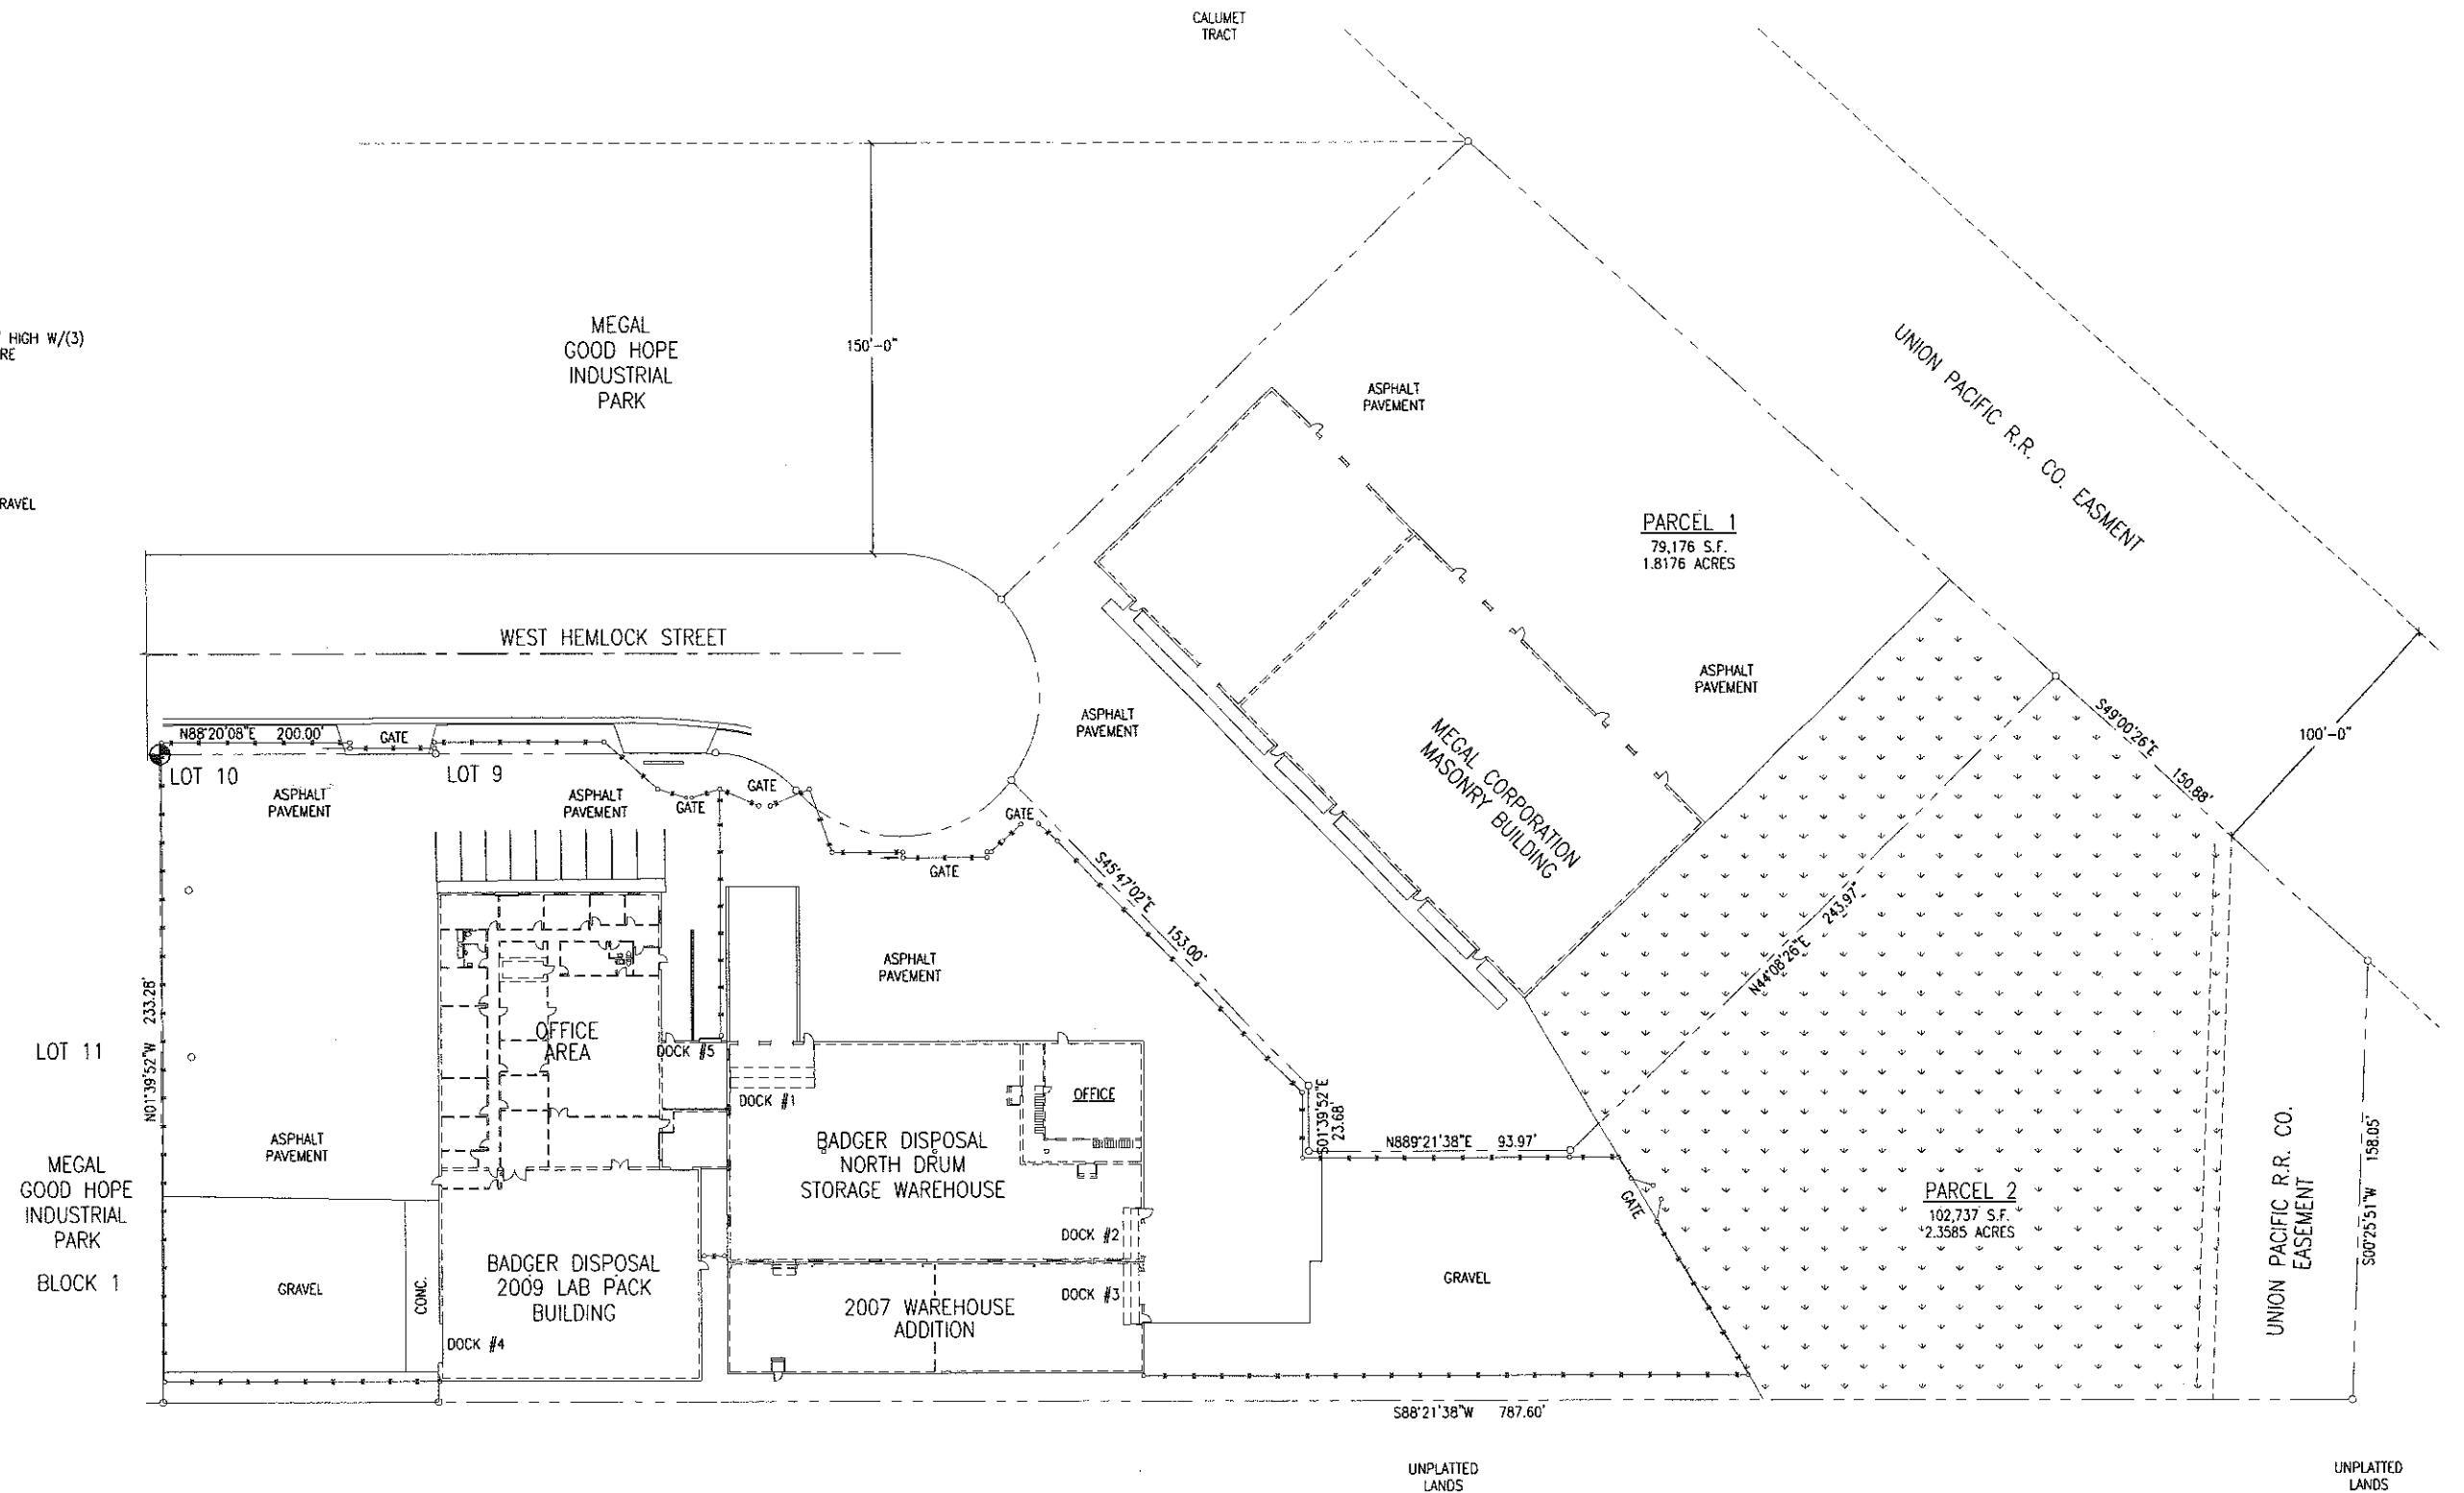 CALUMET
TRACT
HIGH W/(3)
RE
RAVEL
MEGAL
GOOD HOPE
INDUSTRIAL
PARK
150'-0"
ASPHALT
PAVEMENT
UNION PACIFIC R.R. CO. EASMENT
PARCEL 1
79,176 S.F.
1.8176 ACRES
WEST HEMLOCK STREET
ASPHALT
PAVEMENT
ASPHALT
PAVEMENT
N88°20'08"E 200.00'
GATE
LOT 10
LOT 9
ASPHALT
PAVEMENT
ASPHALT
PAVEMENT
GATE
GATE
GATE
GATE
MEGAL CORPORATION
MASONRY BUILDING
S49°00'26"E 150.88'
100'-0"
S45°47'02"E 153.00'
N44°08'26"E 243.97'
ASPHALT
PAVEMENT
N01°39'52"W 233.28'
LOT 11
OFFICE
AREA
DOCK #5
DOCK #1
OFFICE
S01°39'52"E
23.68'
N889°21'38"E 93.97'
ASPHALT
PAVEMENT
BADGER DISPOSAL
NORTH DRUM
STORAGE WAREHOUSE
MEGAL
GOOD HOPE
INDUSTRIAL
PARK
BLOCK 1
GATE
PARCEL 2
102,737 S.F.
2.3585 ACRES
UNION PACIFIC R.R. CO.
EASEMENT
S00°25'51"W 158.05'
DOCK #2
GRAVEL
CONC.
BADGER DISPOSAL
2009 LAB PACK
BUILDING
DOCK #4
2007 WAREHOUSE
ADDITION
DOCK #3
GRAVEL
S88°21'38"W 787.60'
UNPLATTED
LANDS
UNPLATTED
LANDS